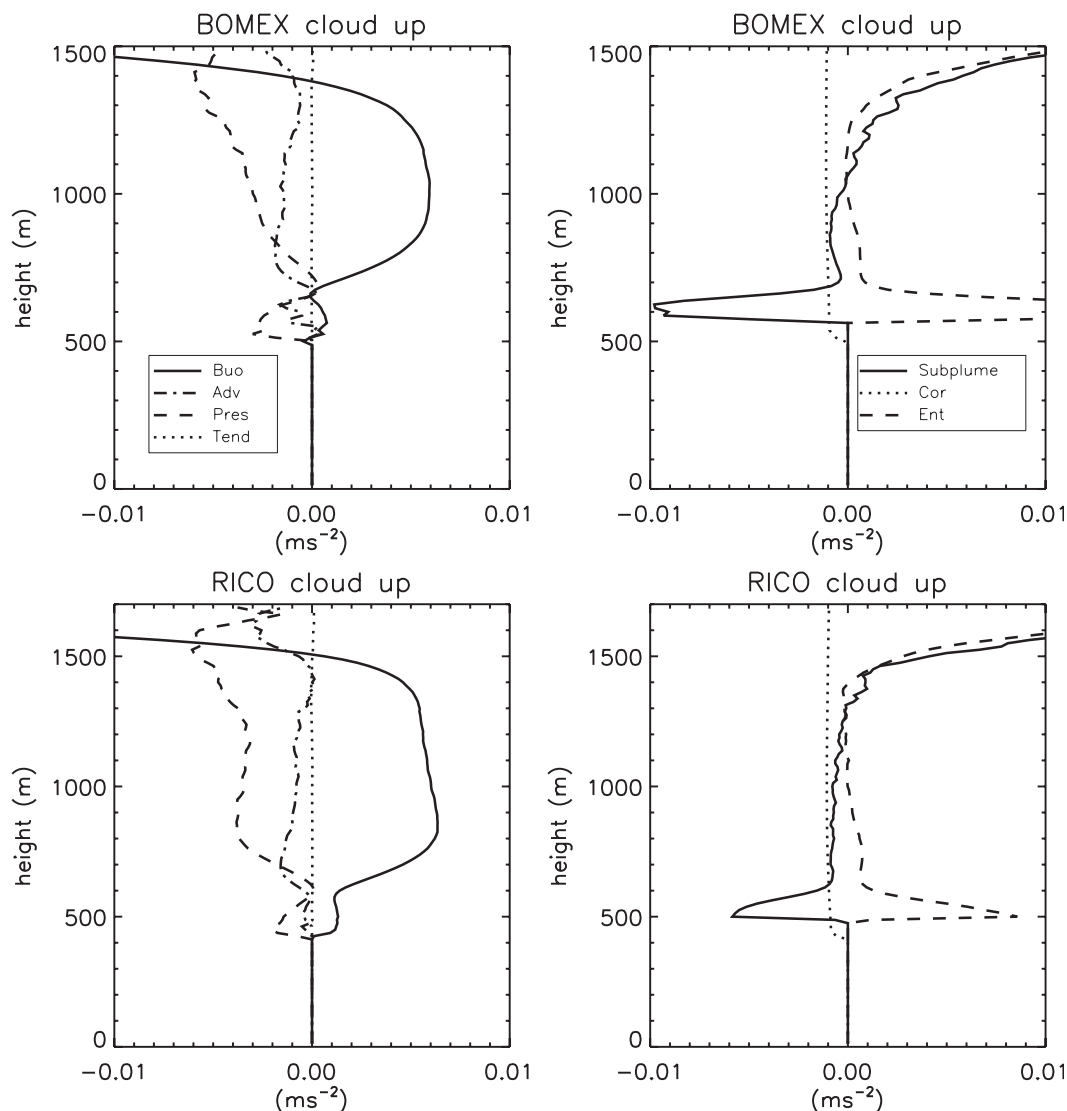 BOMEX cloud up
1500
1000
500
0
height (m)
Buo
Adv
Pres
Tend
−0.01
0.00
0.01
(ms⁻²)
BOMEX cloud up
1500
1000
500
0
height (m)
Subplume
Cor
Ent
−0.01
0.00
0.01
(ms⁻²)
RICO cloud up
1500
1000
500
0
height (m)
−0.01
0.00
0.01
(ms⁻²)
RICO cloud up
1500
1000
500
0
height (m)
−0.01
0.00
0.01
(ms⁻²)